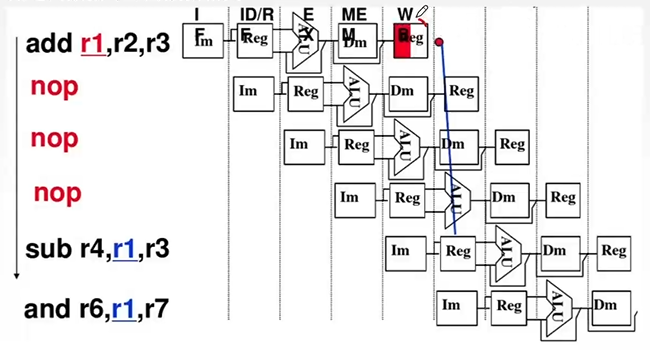 I ID/R E ME W
F F X M B
add r1,r2,r3 Im Reg ALU Dm Reg
nop Im Reg ALU Dm Reg
nop Im Reg ALU Dm Reg
nop Im Reg ALU Dm Reg
sub r4,r1,r3 Im Reg ALU Dm Reg
and r6,r1,r7 Im Reg ALU Dm